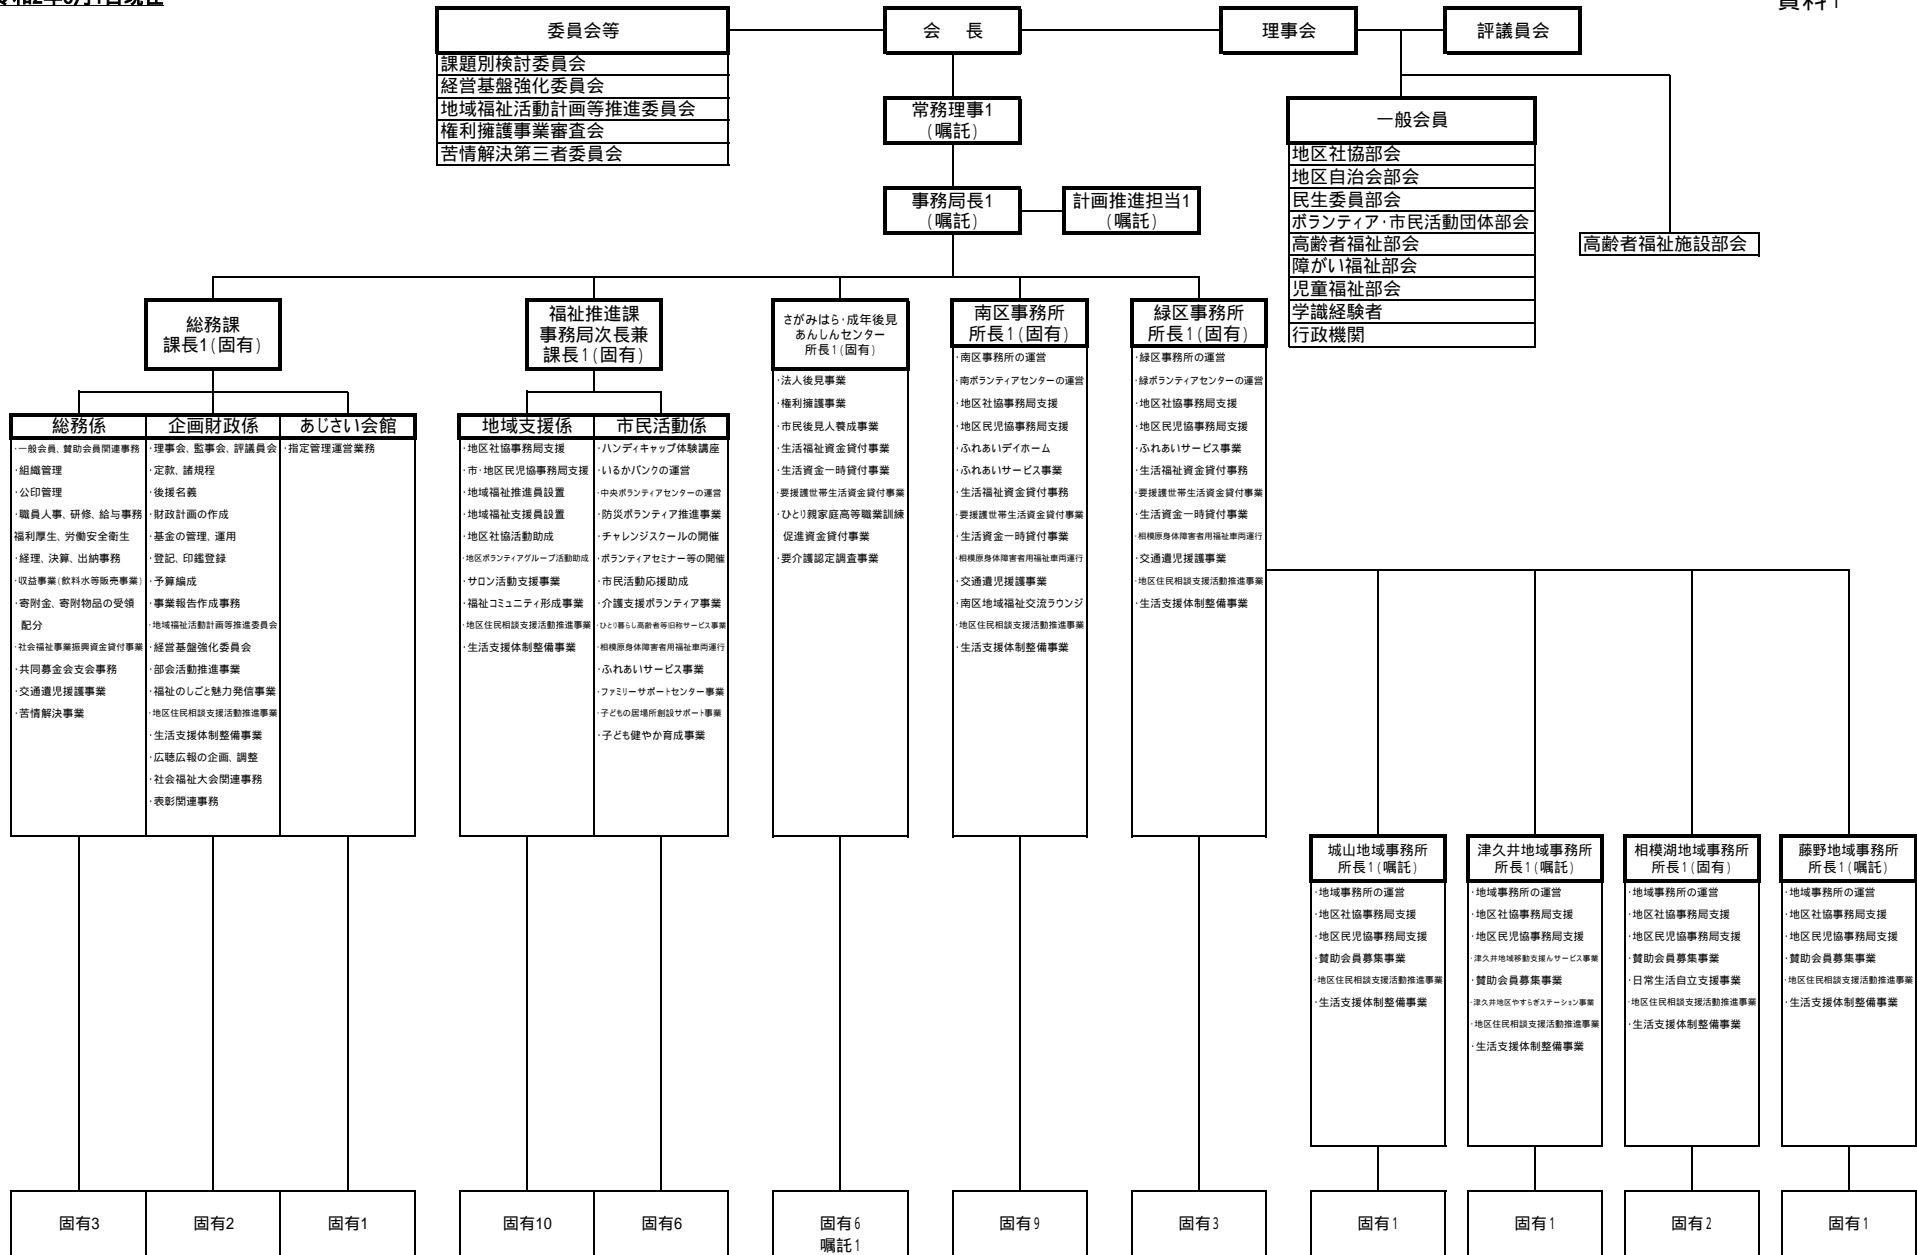 令和2年5月1日現在
資料1
委員会等
課題別検討委員会
経営基盤強化委員会
地域福祉活動計画等推進委員会
権利擁護事業審査会
苦情解決第三者委員会
会　長
理事会
評議員会
常務理事1
(嘱託)
事務局長1
(嘱託)
計画推進担当1
(嘱託)
一般会員
地区社協部会
地区自治会部会
民生委員部会
ボランティア・市民活動団体部会
高齢者福祉部会
障がい福祉部会
児童福祉部会
学識経験者
行政機関
高齢者福祉施設部会
総務課
課長1(固有)
総務係
・一般会員、賛助会員関連事務
・組織管理
・公印管理
・職員人事、研修、給与事務
福利厚生、労働安全衛生
・経理、決算、出納事務
・収益事業(飲料水等販売事業)
・寄附金、寄附物品の受領
配分
・社会福祉事業振興資金貸付事業
・共同募金会支会事務
・交通遺児援護事業
・苦情解決事業
固有3
企画財政係
・理事会、監事会、評議員会
・定款、諸規程
・後援名義
・財政計画の作成
・基金の管理、運用
・登記、印鑑登録
・予算編成
・事業報告作成事務
・地域福祉活動計画等推進委員会
・経営基盤強化委員会
・部会活動推進事業
・福祉のしごと魅力発信事業
・地区住民相談支援活動推進事業
・生活支援体制整備事業
・広聴広報の企画、調整
・社会福祉大会関連事務
・表彰関連事務
固有2
あじさい会館
・指定管理運営業務
固有1
福祉推進課
事務局次長兼
課長1(固有)
地域支援係
・地区社協事務局支援
・市・地区民児協事務局支援
・地域福祉推進員設置
・地域福祉支援員設置
・地区社協活動助成
・地区ボランティアグループ活動助成
・サロン活動支援事業
・福祉コミュニティ形成事業
・地区住民相談支援活動推進事業
・生活支援体制整備事業
固有10
市民活動係
・ハンディキャップ体験講座
・いるかバンクの運営
・中央ボランティアセンターの運営
・防災ボランティア推進事業
・チャレンジスクールの開催
・ボランティアセミナー等の開催
・市民活動応援助成
・介護支援ボランティア事業
・ひとり暮らし高齢者等旧称サービス事業
・相模原身体障害者用福祉車両運行
・ふれあいサービス事業
・ファミリーサポートセンター事業
・子どもの居場所創設サポート事業
・子ども健やか育成事業
固有6
さがみはら・成年後見
あんしんセンター
所長1(固有)
・法人後見事業
・権利擁護事業
・市民後見人養成事業
・生活福祉資金貸付事業
・生活資金一時貸付事業
・要援護世帯生活資金貸付事業
・ひとり親家庭高等職業訓練
促進資金貸付事業
・要介護認定調査事業
固有6
嘱託1
南区事務所
所長1(固有)
・南区事務所の運営
・南ボランティアセンターの運営
・地区社協事務局支援
・地区民児協事務局支援
・ふれあいデイホーム
・ふれあいサービス事業
・生活福祉資金貸付事務
・要援護世帯生活資金貸付事業
・生活資金一時貸付事業
・相模原身体障害者用福祉車両運行
・交通遺児援護事業
・南区地域福祉交流ラウンジ
・地区住民相談支援活動推進事業
・生活支援体制整備事業
固有9
緑区事務所
所長1(固有)
・緑区事務所の運営
・緑ボランティアセンターの運営
・地区社協事務局支援
・地区民児協事務局支援
・ふれあいサービス事業
・生活福祉資金貸付事務
・要援護世帯生活資金貸付事業
・生活資金一時貸付事業
・相模原身体障害者用福祉車両運行
・交通遺児援護事業
・地区住民相談支援活動推進事業
・生活支援体制整備事業
固有3
城山地域事務所
所長1(嘱託)
・地域事務所の運営
・地区社協事務局支援
・地区民児協事務局支援
・賛助会員募集事業
・地区住民相談支援活動推進事業
・生活支援体制整備事業
固有1
津久井地域事務所
所長1(嘱託)
・地域事務所の運営
・地区社協事務局支援
・地区民児協事務局支援
・津久井地域移動支援んサービス事業
・賛助会員募集事業
・津久井地区やすらぎステーション事業
・地区住民相談支援活動推進事業
・生活支援体制整備事業
固有1
相模湖地域事務所
所長1(固有)
・地域事務所の運営
・地区社協事務局支援
・地区民児協事務局支援
・賛助会員募集事業
・日常生活自立支援事業
・地区住民相談支援活動推進事業
・生活支援体制整備事業
固有2
藤野地域事務所
所長1(嘱託)
・地域事務所の運営
・地区社協事務局支援
・地区民児協事務局支援
・賛助会員募集事業
・地区住民相談支援活動推進事業
・生活支援体制整備事業
固有1